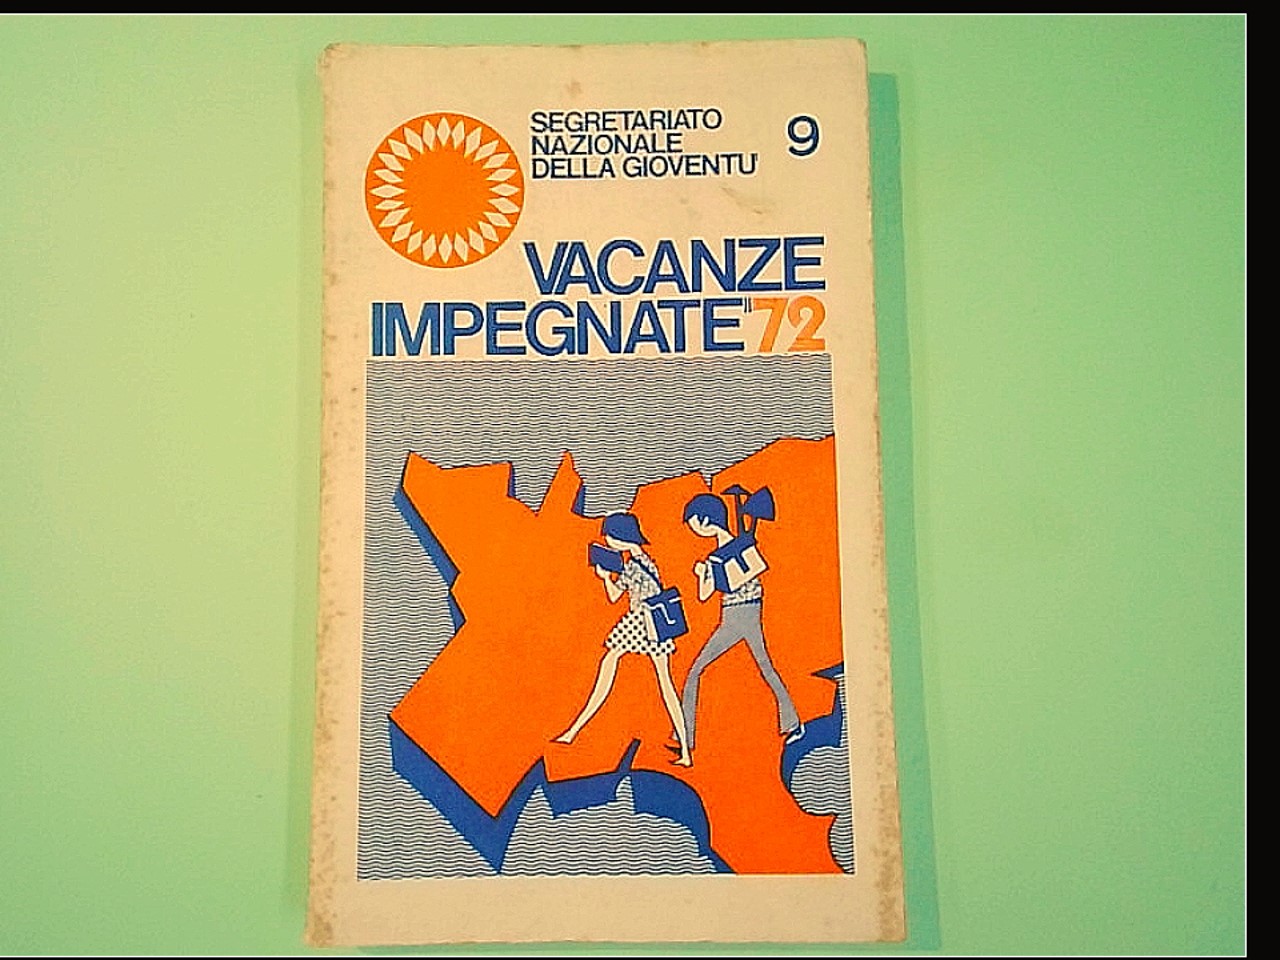 SEGRETARIATO
NAZIONALE
DELLA GIOVENTU'
9
VACANZE
IMPEGNATE"72